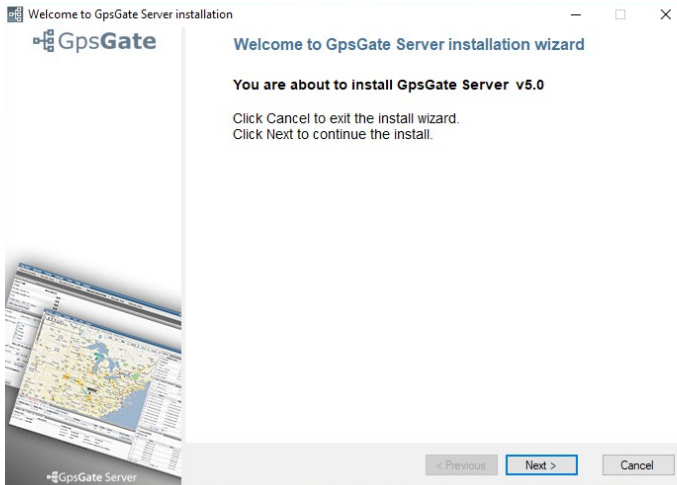 Welcome to GpsGate Server installation
GpsGate
Welcome to GpsGate Server installation wizard
You are about to install GpsGate Server v5.0
Click Cancel to exit the install wizard.
Click Next to continue the install.
GpsGate Server
< Previous
Next >
Cancel